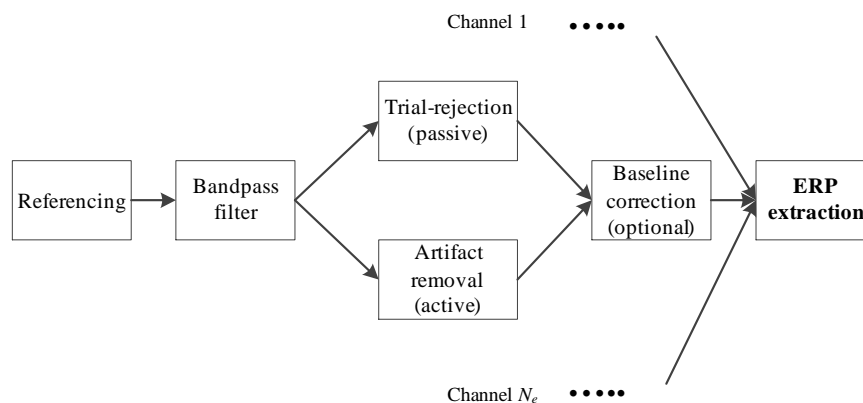 Channel 1
Trial-rejection
(passive)
Referencing
Bandpass
filter
Baseline
correction
(optional)
ERP
extraction
Artifact
removal
(active)
Channel Ne